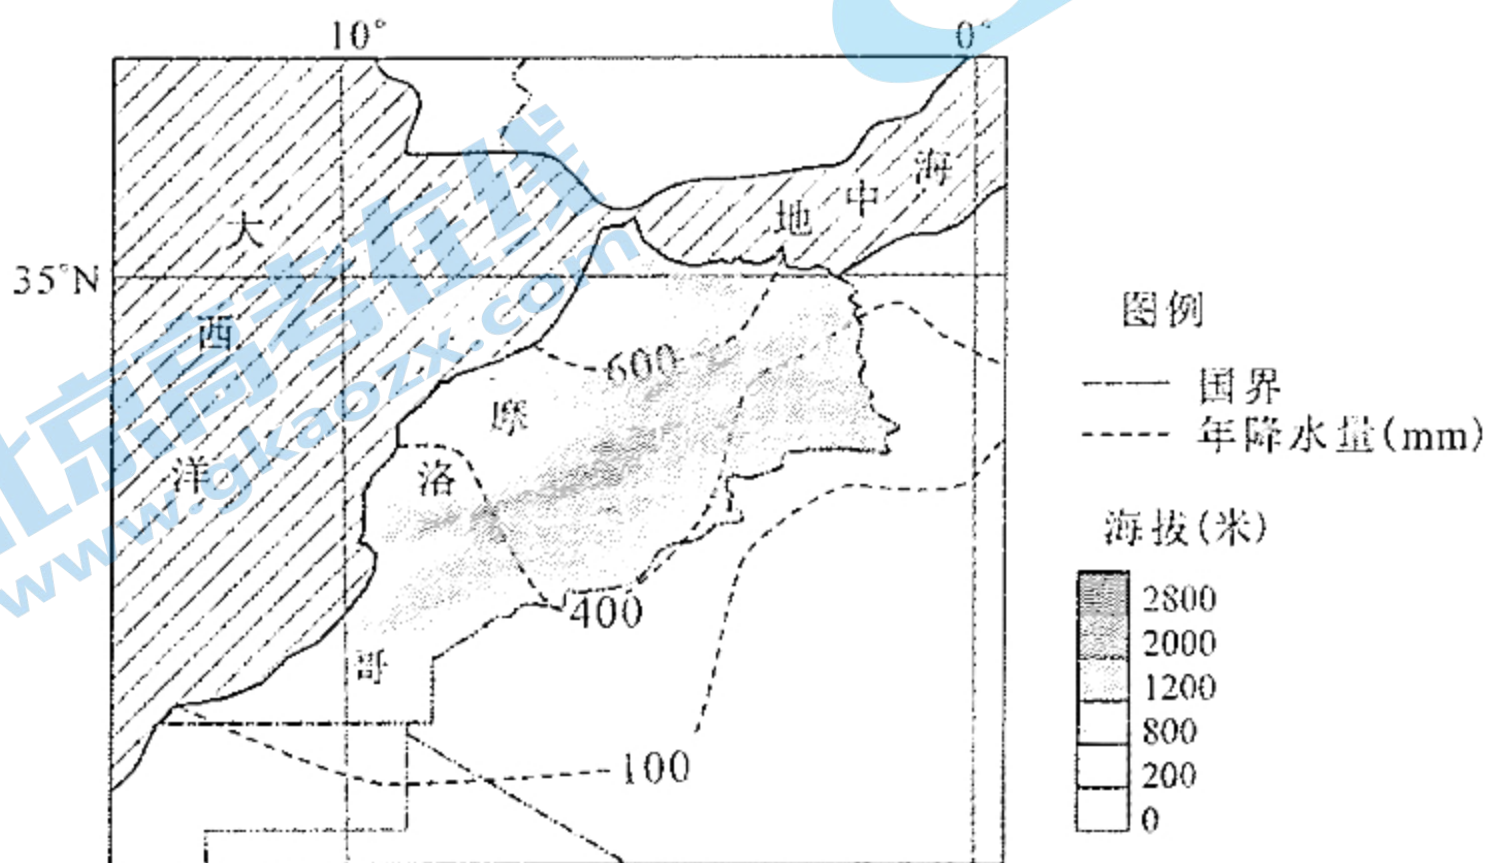 10°
0°
大
西
洋
地
中
海
35°N
600
摩
洛
哥
400
100
图例
国界
年降水量(mm)
海拔(米)
2800
2000
1200
800
200
0
北京高考在线
www.gkaozx.com